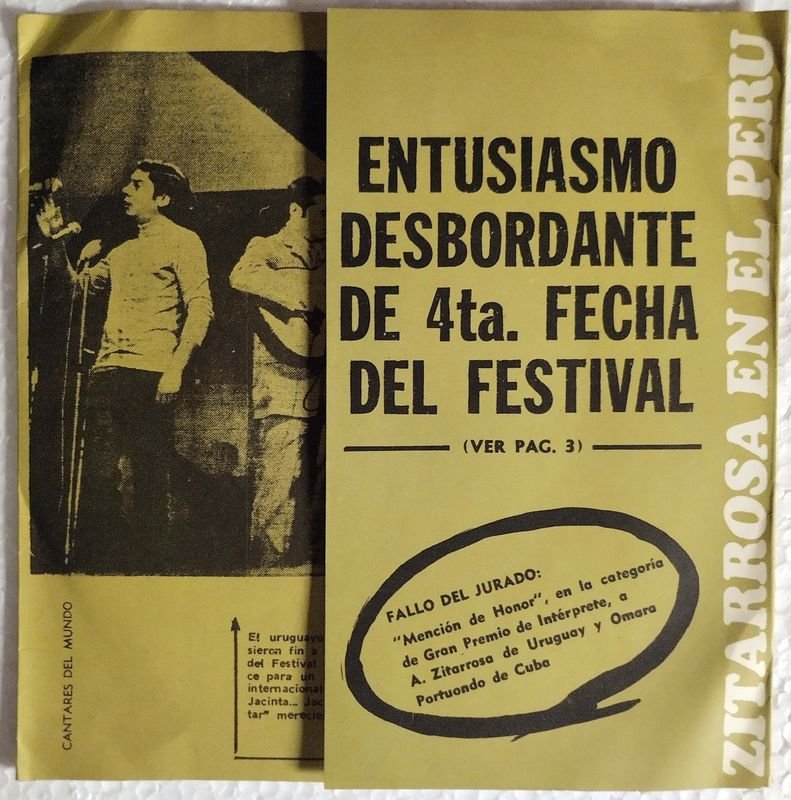 ENTUSIASMO
DESBORDANTE
DE 4ta. FECHA
DEL FESTIVAL
(VER PAG. 3)
FALLO DEL JURADO:
"Mención de Honor", en la categoría
de Gran Premio de Intérprete, a
A. Zitarrosa de Uruguay y Omara
Portuondo de Cuba
ZITARROSA EN EL PERU
CANTARES DEL MUNDO
El uruguayo
sieron fin a
del Festival
ce para un
internacional
Jacinta... Jac
tar" merecie